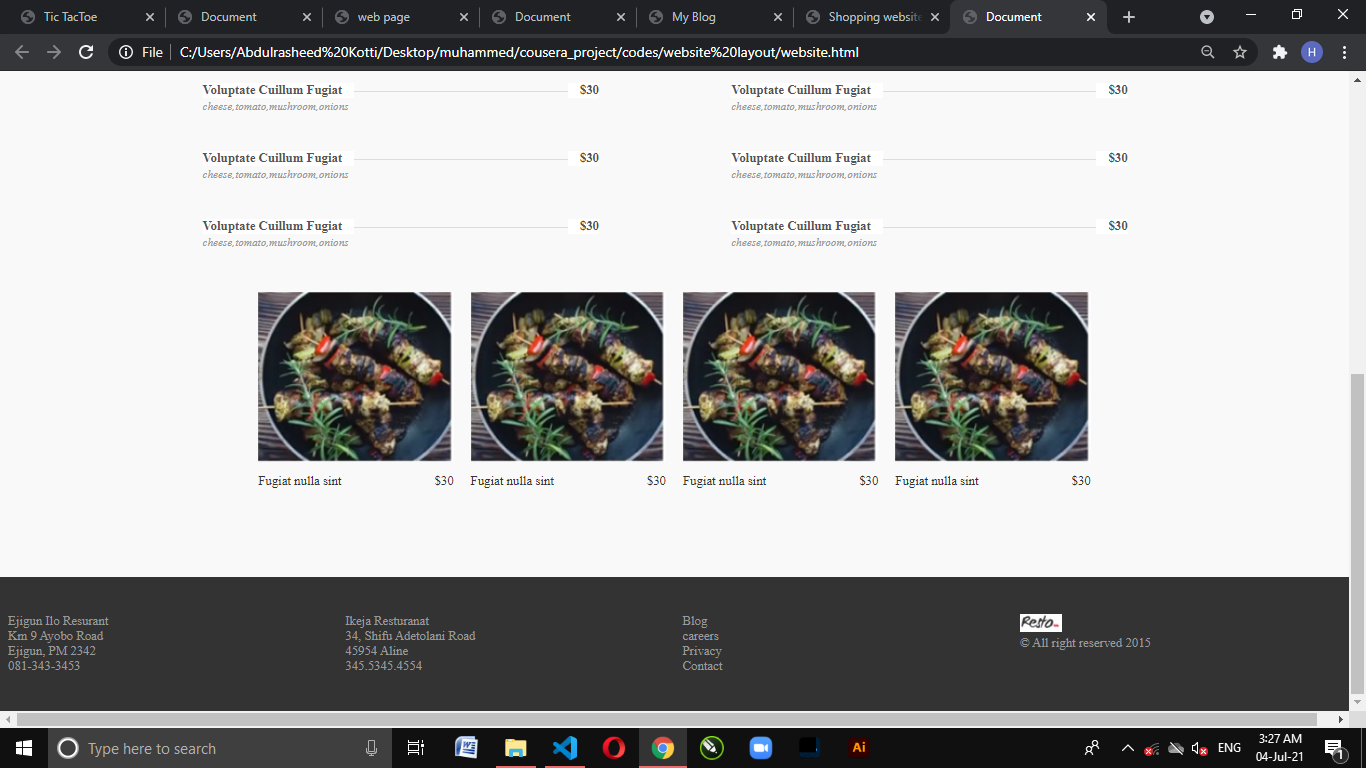 Tic TacToe
Document
web page
Document
My Blog
Shopping website
Document
File
C:/Users/Abdulrasheed%20Kotti/Desktop/muhammed/cousera_project/codes/website%20layout/website.html
H
Voluptate Cuillum Fugiat $30
cheese,tomato,mushroom,onions
Voluptate Cuillum Fugiat $30
cheese,tomato,mushroom,onions
Voluptate Cuillum Fugiat $30
cheese,tomato,mushroom,onions
Voluptate Cuillum Fugiat $30
cheese,tomato,mushroom,onions
Voluptate Cuillum Fugiat $30
cheese,tomato,mushroom,onions
Voluptate Cuillum Fugiat $30
cheese,tomato,mushroom,onions
Fugiat nulla sint $30
Fugiat nulla sint $30
Fugiat nulla sint $30
Fugiat nulla sint $30
Ejigun Ilo Resurant
Km 9 Ayobo Road
Ejigun, PM 2342
081-343-3453
Ikeja Resturanat
34, Shifu Adetolani Road
45954 Aline
345.5345.4554
Blog
careers
Privacy
Contact
Resto
© All right reserved 2015
Type here to search
W
Ai
ENG
3:27 AM
04-Jul-21
1